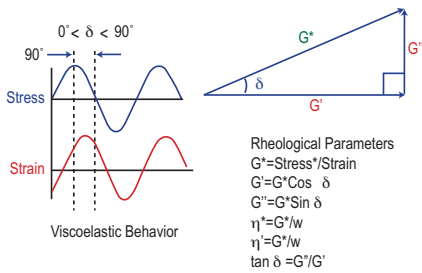 0˚< δ < 90˚
90˚
Stress
Strain
Viscoelastic Behavior
G*
G"
δ
G'
Rheological Parameters
G*=Stress*/Strain
G'=G*Cos δ
G"=G*Sin δ
η*=G*/w
η'=G*/w
tan δ =G"/G'